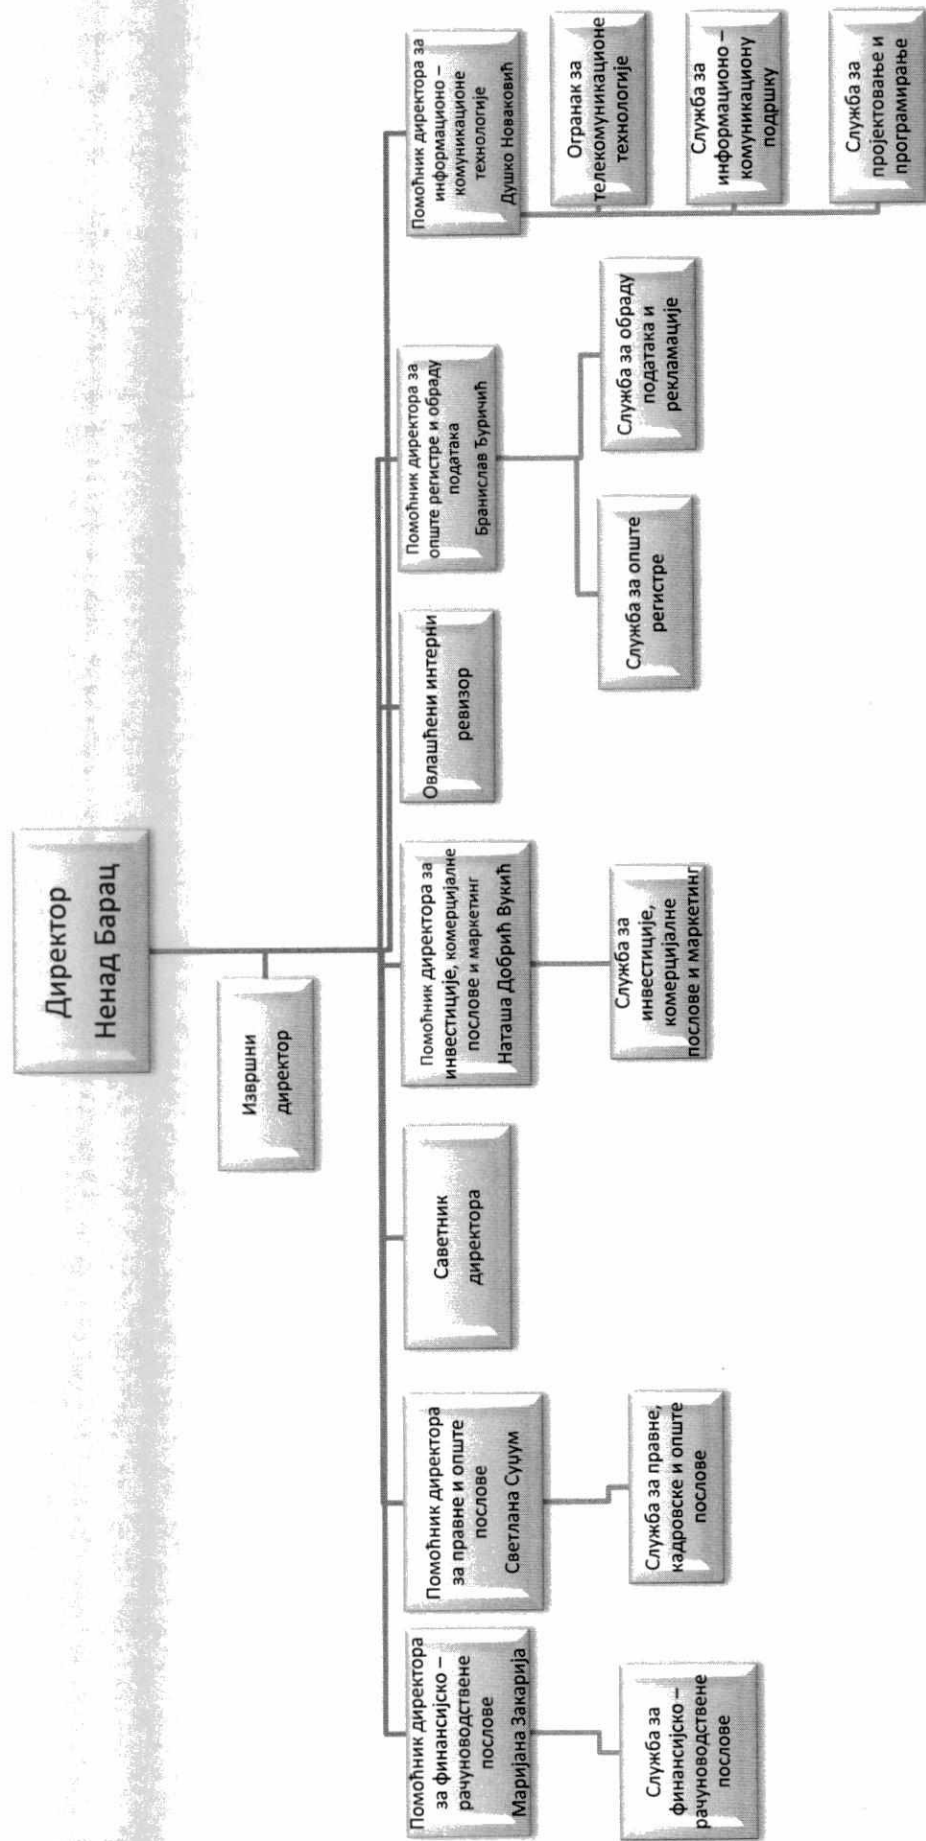 Директор
Ненад Барац
Извршни
директор
Помоћник директора
за финансијско –
рачуноводствене
послове
Маријана Закарија
Помоћник директора
за правне и опште
послове
Светлана Суџум
Саветник
директора
Помоћник директора за
инвестиције, комерцијалне
послове и маркетинг
Наташа Добрић Вукић
Овлашћени интерни
ревизор
Помоћник директора за
опште регистре и обраду
података
Бранислав Ђуричић
Помоћник директора за
информационо –
комуникационе
технологије
Душко Новаковић
Служба за
финансијско –
рачуноводствене
послове
Служба за правне,
кадровске и опште
послове
Служба за
инвестиције,
комерцијалне
послове и маркетинг
Служба за опште
регистре
Служба за обраду
података и
рекламације
Огранак за
телекомуникационе
технологије
Служба за
информационо –
комуникациону
подршку
Служба за
пројектовање и
програмирање